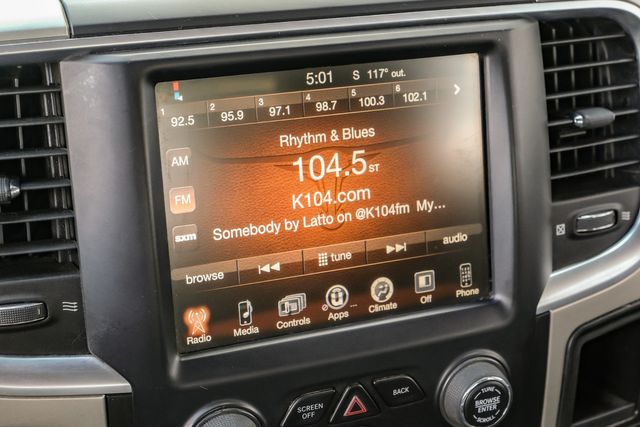 5:01 S 117° out.
1 92.5 2 95.9 3 97.1 4 98.7 5 100.3 6 102.1
Rhythm & Blues
AM
104.5 ST
FM
K104.com
sxm
Somebody by Latto on @K104fm My...
browse tune audio
Radio Media Controls Apps Climate Off Phone
SCREEN OFF
BACK
TUNE
BROWSE
ENTER
SCROLL